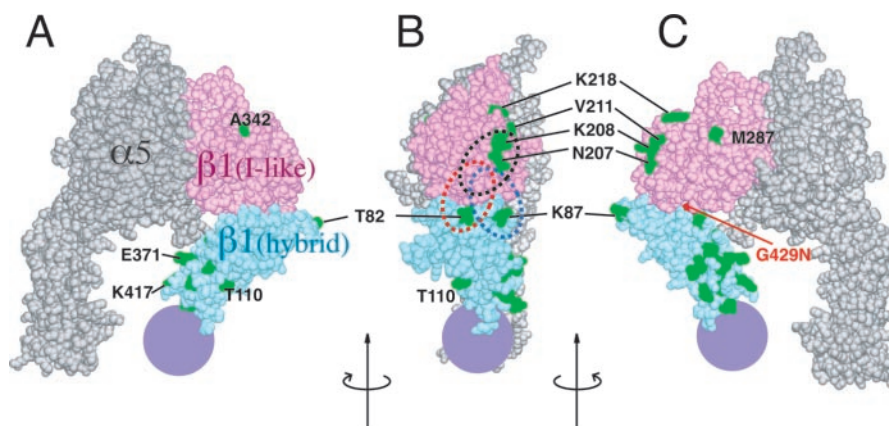 A
B
C
K218
V211
K208
N207
A342
M287
α5
β1(I-like)
T82
K87
β1(hybrid)
E371
G429N
K417
T110
T110